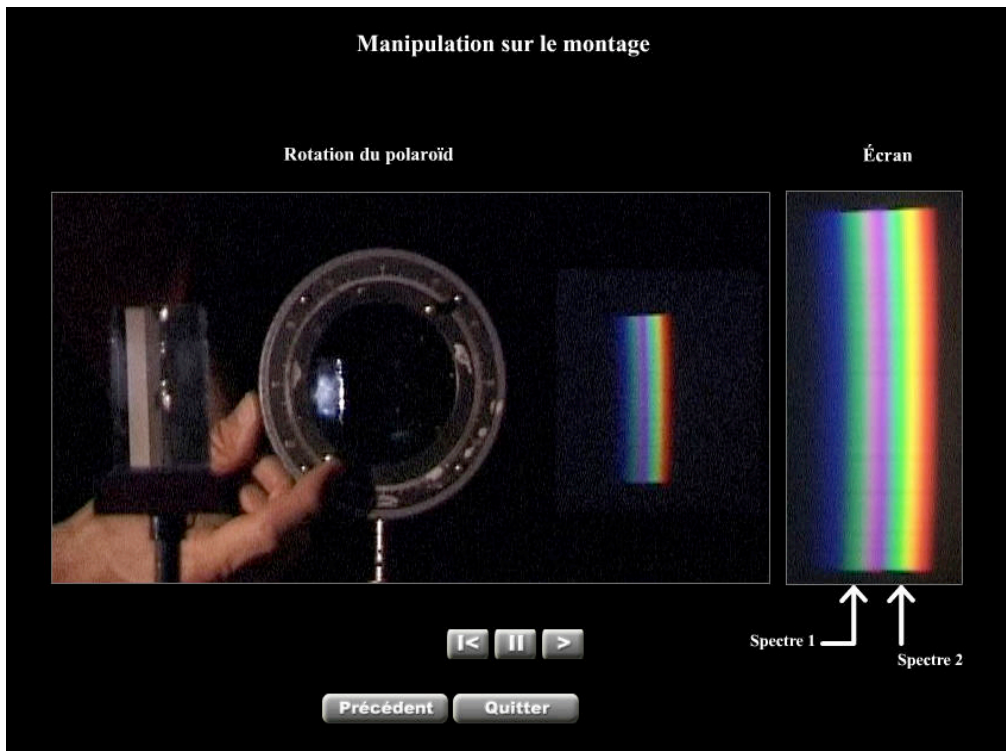 Manipulation sur le montage
Rotation du polaroïd
Écran
Spectre 1
Spectre 2
Précédent
Quitter